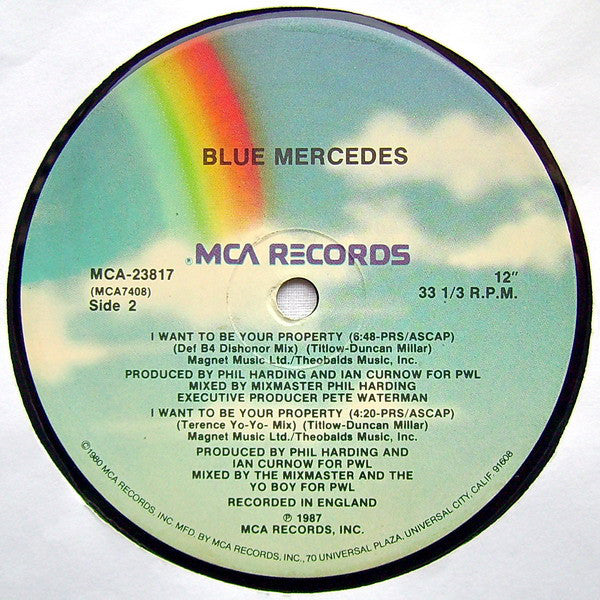 BLUE MERCEDES
®MCA RECORDS
MCA-23817
(MCA7408)
Side 2
12"
33 1/3 R.P.M.
I WANT TO BE YOUR PROPERTY (6:48-PRS/ASCAP)
(Def B4 Dishonor Mix) (Titlow-Duncan Millar)
Magnet Music Ltd./Theobalds Music, Inc.
PRODUCED BY PHIL HARDING AND IAN CURNOW FOR PWL
MIXED BY MIXMASTER PHIL HARDING
EXECUTIVE PRODUCER PETE WATERMAN
I WANT TO BE YOUR PROPERTY (4:20-PRS/ASCAP)
(Terence Yo-Yo- Mix) (Titlow-Duncan Millar)
Magnet Music Ltd./Theobalds Music, Inc.
PRODUCED BY PHIL HARDING AND
IAN CURNOW FOR PWL
MIXED BY THE MIXMASTER AND THE
YO BOY FOR PWL
RECORDED IN ENGLAND
℗ 1987
MCA RECORDS, INC.
©1980 MCA RECORDS, INC. MFD. BY MCA RECORDS, INC., 70 UNIVERSAL PLAZA, UNIVERSAL CITY, CALIF. 91608